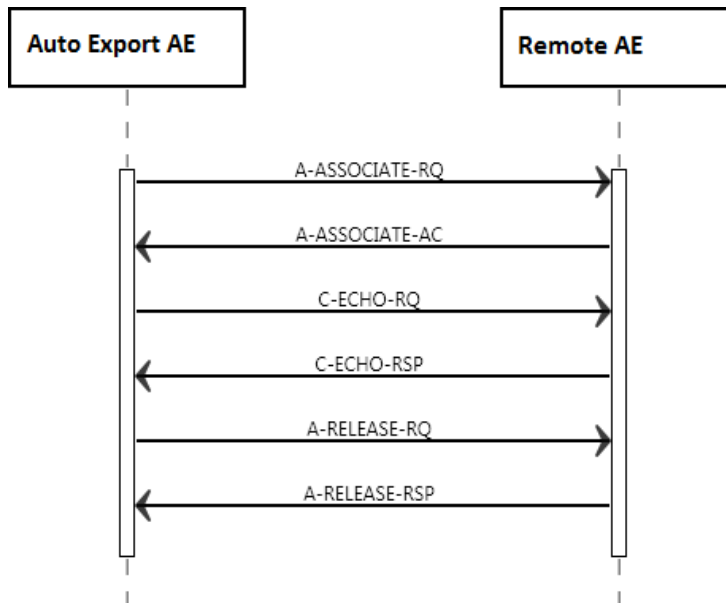 Auto Export AE
Remote AE
A-ASSOCIATE-RQ
A-ASSOCIATE-AC
C-ECHO-RQ
C-ECHO-RSP
A-RELEASE-RQ
A-RELEASE-RSP